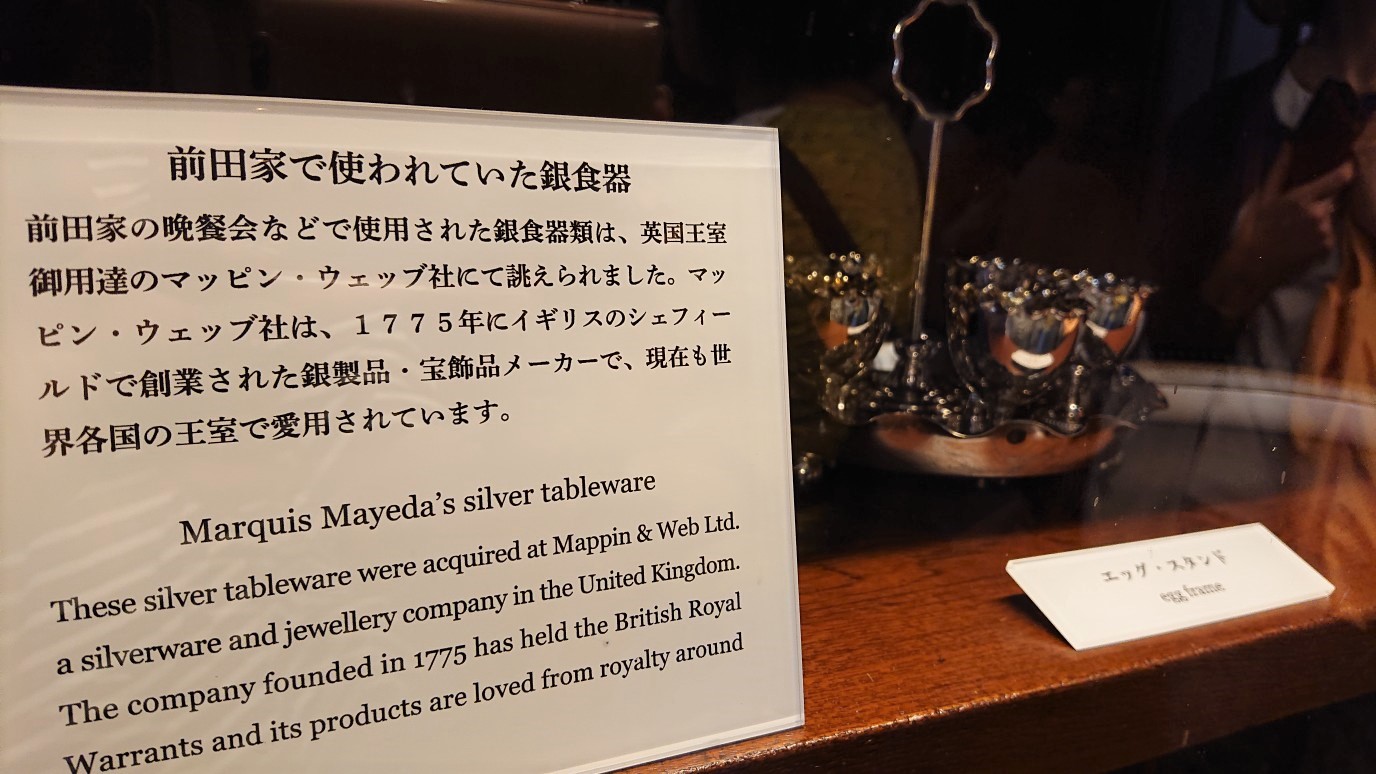 前田家で使われていた銀食器
前田家の晩餐会などで使用された銀食器類は、英国王室
御用達のマッピン・ウェッブ社にて誂えられました。マッ
ピン・ウェッブ社は、１７７５年にイギリスのシェフィー
ルドで創業された銀製品・宝飾品メーカーで、現在も世
界各国の王室で愛用されています。
Marquis Mayeda’s silver tableware
These silver tableware were acquired at Mappin & Web Ltd.
a silverware and jewellery company in the United Kingdom.
The company founded in 1775 has held the British Royal
Warrants and its products are loved from royalty around
エッグ・スタンド
egg frame